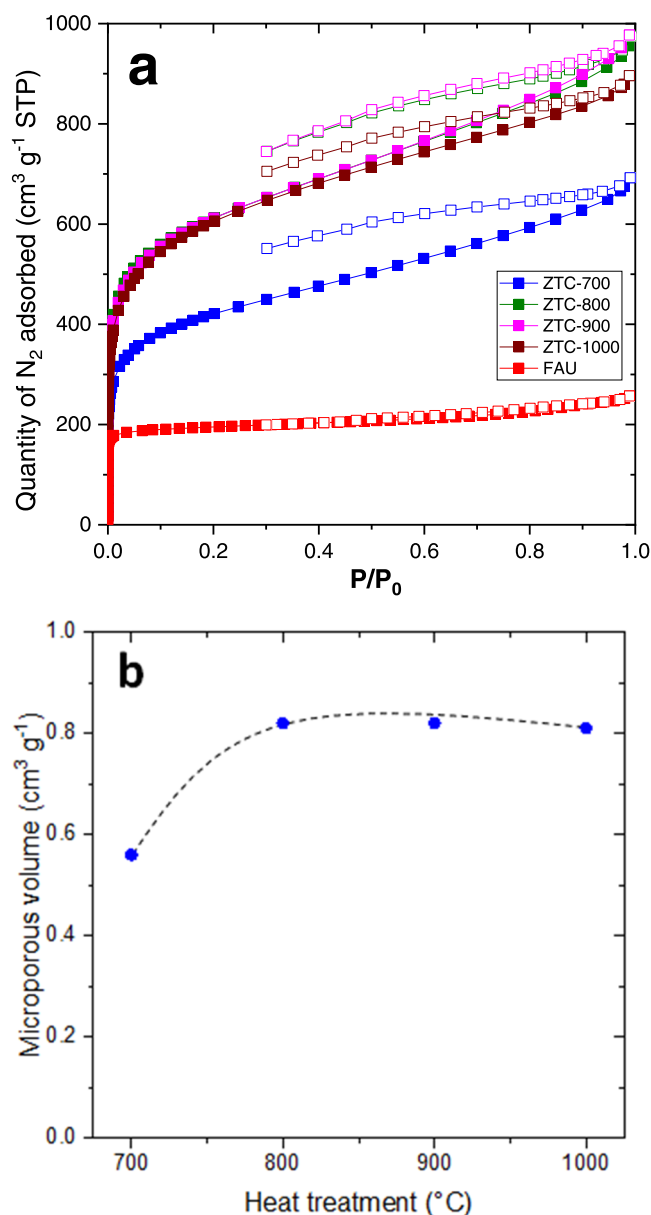 a
Quantity of N2 adsorbed (cm3 g-1 STP)
1000
800
600
400
200
0
ZTC-700
ZTC-800
ZTC-900
ZTC-1000
FAU
0.0 0.2 0.4 0.6 0.8 1.0
P/P0
b
Microporous volume (cm3 g-1)
1.0
0.8
0.6
0.4
0.2
0.0
700 800 900 1000
Heat treatment (°C)